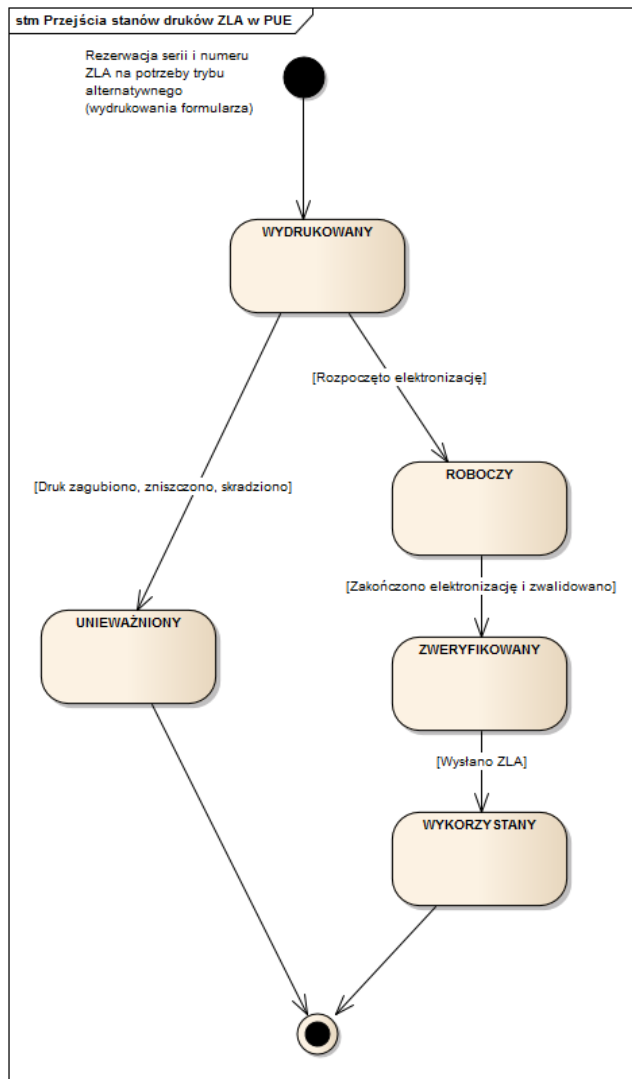 stm Przejścia stanów druków ZLA w PUE
Rezerwacja serii i numeru
ZLA na potrzeby trybu
alternatywnego
(wydrukowania formularza)
WYDRUKOWANY
[Rozpoczęto elektronizację]
[Druk zagubiono, zniszczono, skradziono]
ROBOCZY
[Zakończono elektronizację i zwalidowano]
UNIEWAŻNIONY
ZWERYFIKOWANY
[Wysłano ZLA]
WYKORZYSTANY